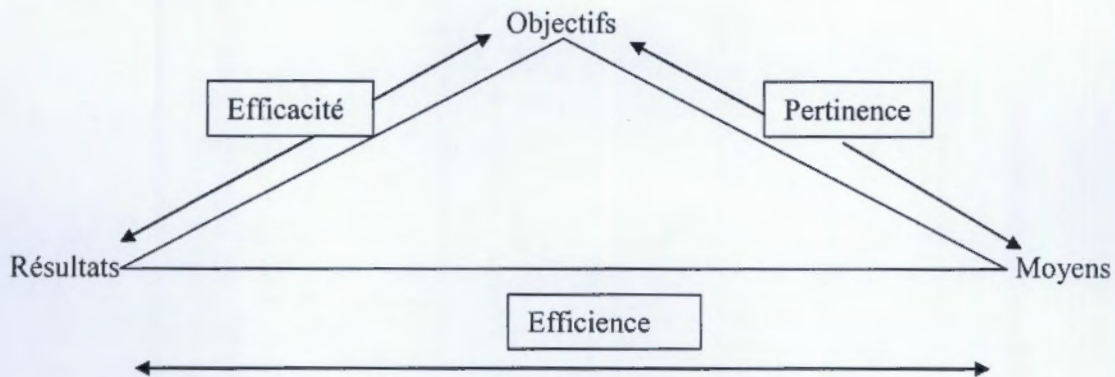 Objectifs
Efficacité
Pertinence
Résultats
Moyens
Efficience